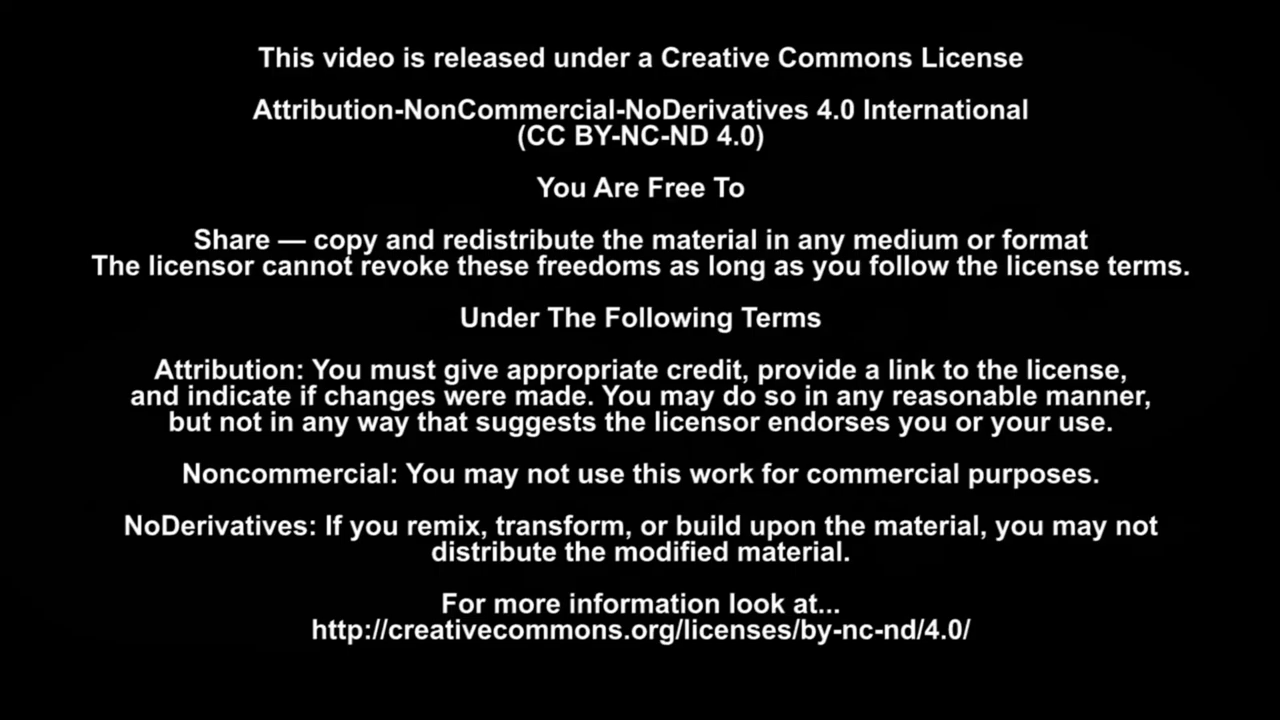 This video is released under a Creative Commons License
Attribution-NonCommercial-NoDerivatives 4.0 International
(CC BY-NC-ND 4.0)
You Are Free To
Share — copy and redistribute the material in any medium or format
The licensor cannot revoke these freedoms as long as you follow the license terms.
Under The Following Terms
Attribution: You must give appropriate credit, provide a link to the license,
and indicate if changes were made. You may do so in any reasonable manner,
but not in any way that suggests the licensor endorses you or your use.
Noncommercial: You may not use this work for commercial purposes.
NoDerivatives: If you remix, transform, or build upon the material, you may not
distribute the modified material.
For more information look at...
http://creativecommons.org/licenses/by-nc-nd/4.0/